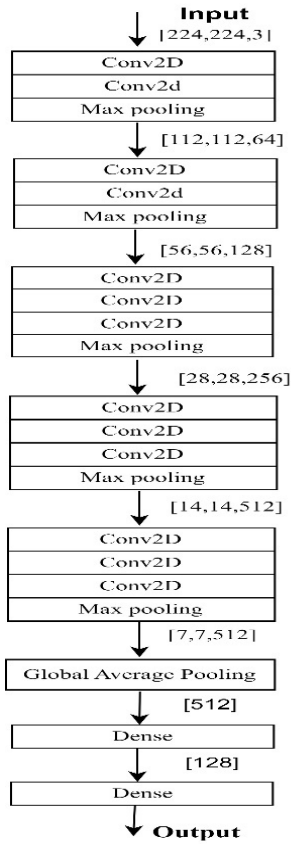 Input
[224,224,3]
Conv2D
Conv2d
Max pooling
[112,112,64]
Conv2D
Conv2d
Max pooling
[56,56,128]
Conv2D
Conv2D
Conv2D
Max pooling
[28,28,256]
Conv2D
Conv2D
Conv2D
Max pooling
[14,14,512]
Conv2D
Conv2D
Conv2D
Max pooling
[7,7,512]
Global Average Pooling
[512]
Dense
[128]
Dense
Output